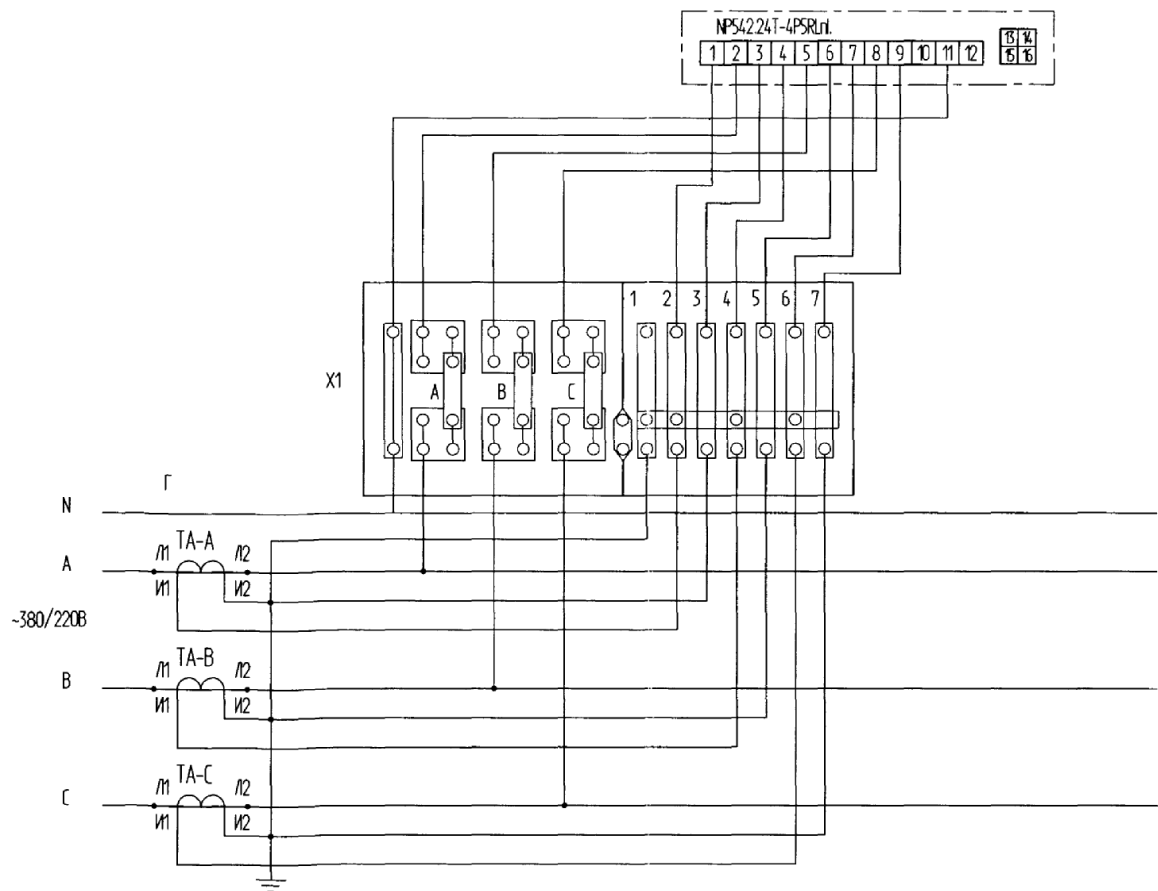 NP542.24T-4P5RLnI.
1 2 3 4 5 6 7 8 9 10 11 12
13 14
15 16
1 2 3 4 5 6 7
X1
A B C
Г
N
Л1 ТА-А Л2
A
И1 И2
~380/220В
Л1 ТА-В Л2
B
И1 И2
Л1 ТА-С Л2
C
И1 И2